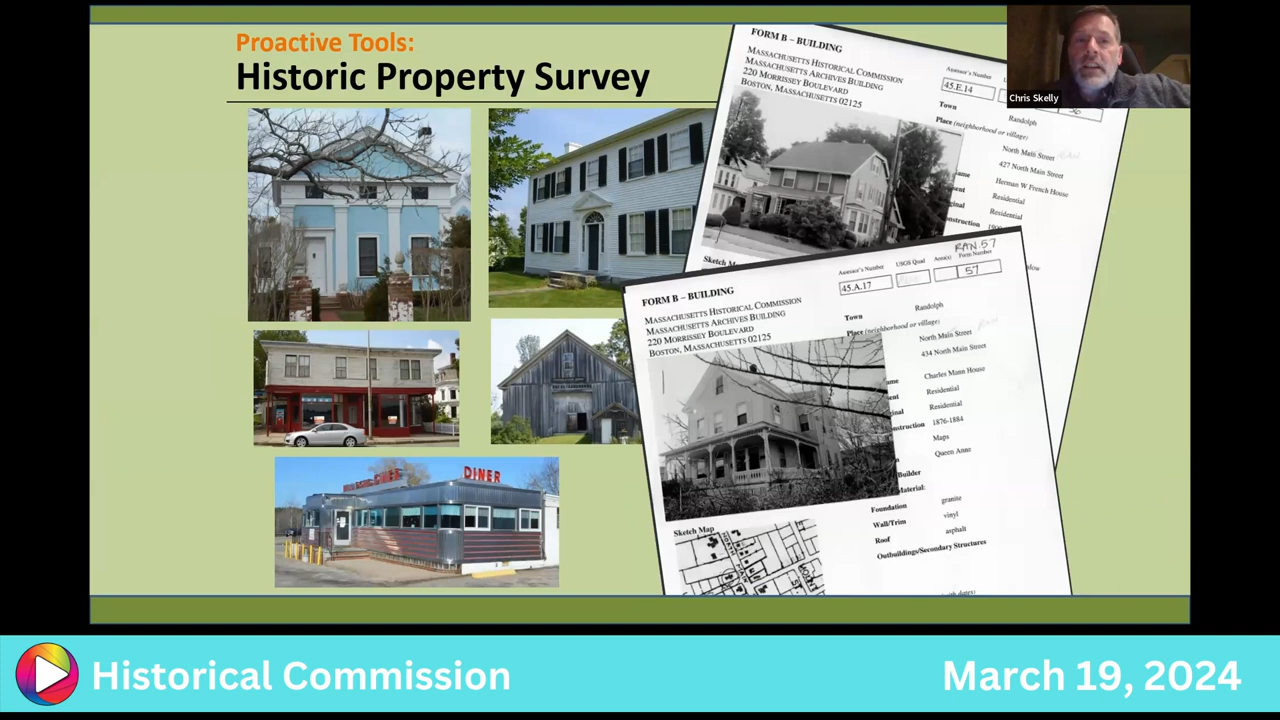 Proactive Tools:
Historic Property Survey
FORM B – BUILDING
MASSACHUSETTS HISTORICAL COMMISSION
MASSACHUSETTS ARCHIVES BUILDING
220 MORRISSEY BOULEVARD
BOSTON, MASSACHUSETTS 02125
Assessor's Number
45.E.14
Town
Randolph
Place (neighborhood or village)
North Main Street
427 North Main Street
Herman W French House
Residential
Residential
Sketch
Chris Skelly
RAN.57
Assessor's Number USGS Quad Area(s) Form Number
45.A.17
57
FORM B – BUILDING
MASSACHUSETTS HISTORICAL COMMISSION
MASSACHUSETTS ARCHIVES BUILDING
220 MORRISSEY BOULEVARD
BOSTON, MASSACHUSETTS 02125
Town
Randolph
Place (neighborhood or village)
North Main Street
434 North Main Street
Charles Mann House
Residential
Residential
1876-1884
Maps
Queen Anne
Builder
Material:
Foundation granite
Wall/Trim vinyl
Roof asphalt
Outbuildings/Secondary Structures
Sketch Map
DINER
Historical Commission
March 19, 2024